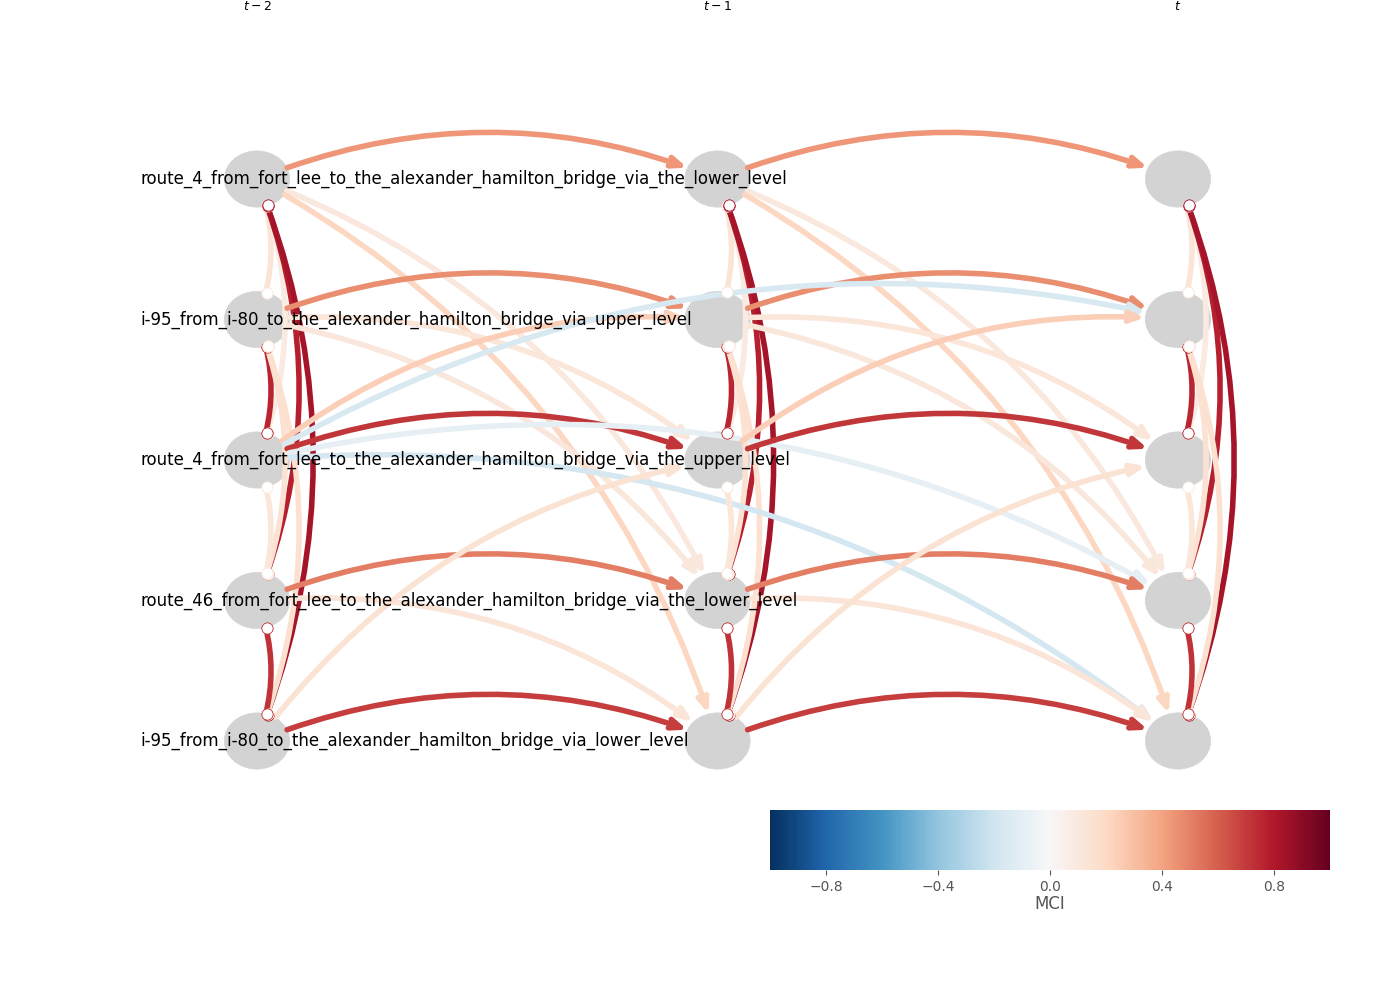 t − 2 t − 1 t
route_4_from_fort_lee_to_the_alexander_hamilton_bridge_via_the_lower_level
i-95_from_i-80_to_the_alexander_hamilton_bridge_via_upper_level
route_4_from_fort_lee_to_the_alexander_hamilton_bridge_via_the_upper_level
route_46_from_fort_lee_to_the_alexander_hamilton_bridge_via_the_lower_level
i-95_from_i-80_to_the_alexander_hamilton_bridge_via_lower_level
−0.8 −0.4 0.0 0.4 0.8
MCI